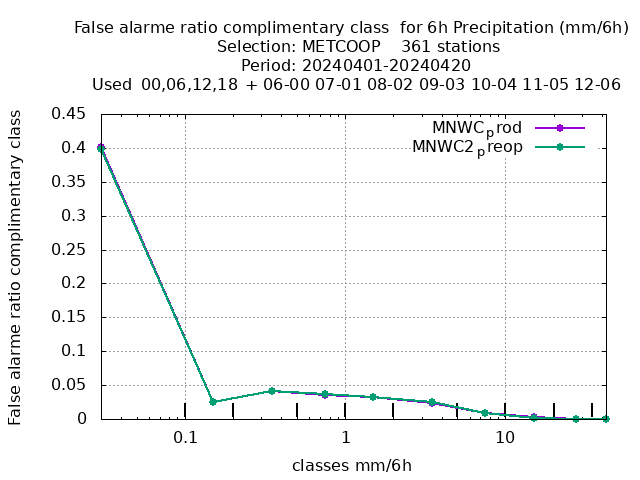 False alarme ratio complimentary class  for 6h Precipitation (mm/6h)
Selection: METCOOP    361 stations
Period: 20240401-20240420
Used  00,06,12,18  + 06-00 07-01 08-02 09-03  10-04 11-05 12-06
False alarme ratio complimentary class
0.45
0.4
0.35
0.3
0.25
0.2
0.15
0.1
0.05
0
MNWCprod
MNWC2preop
0.1 1 10
classes mm/6h